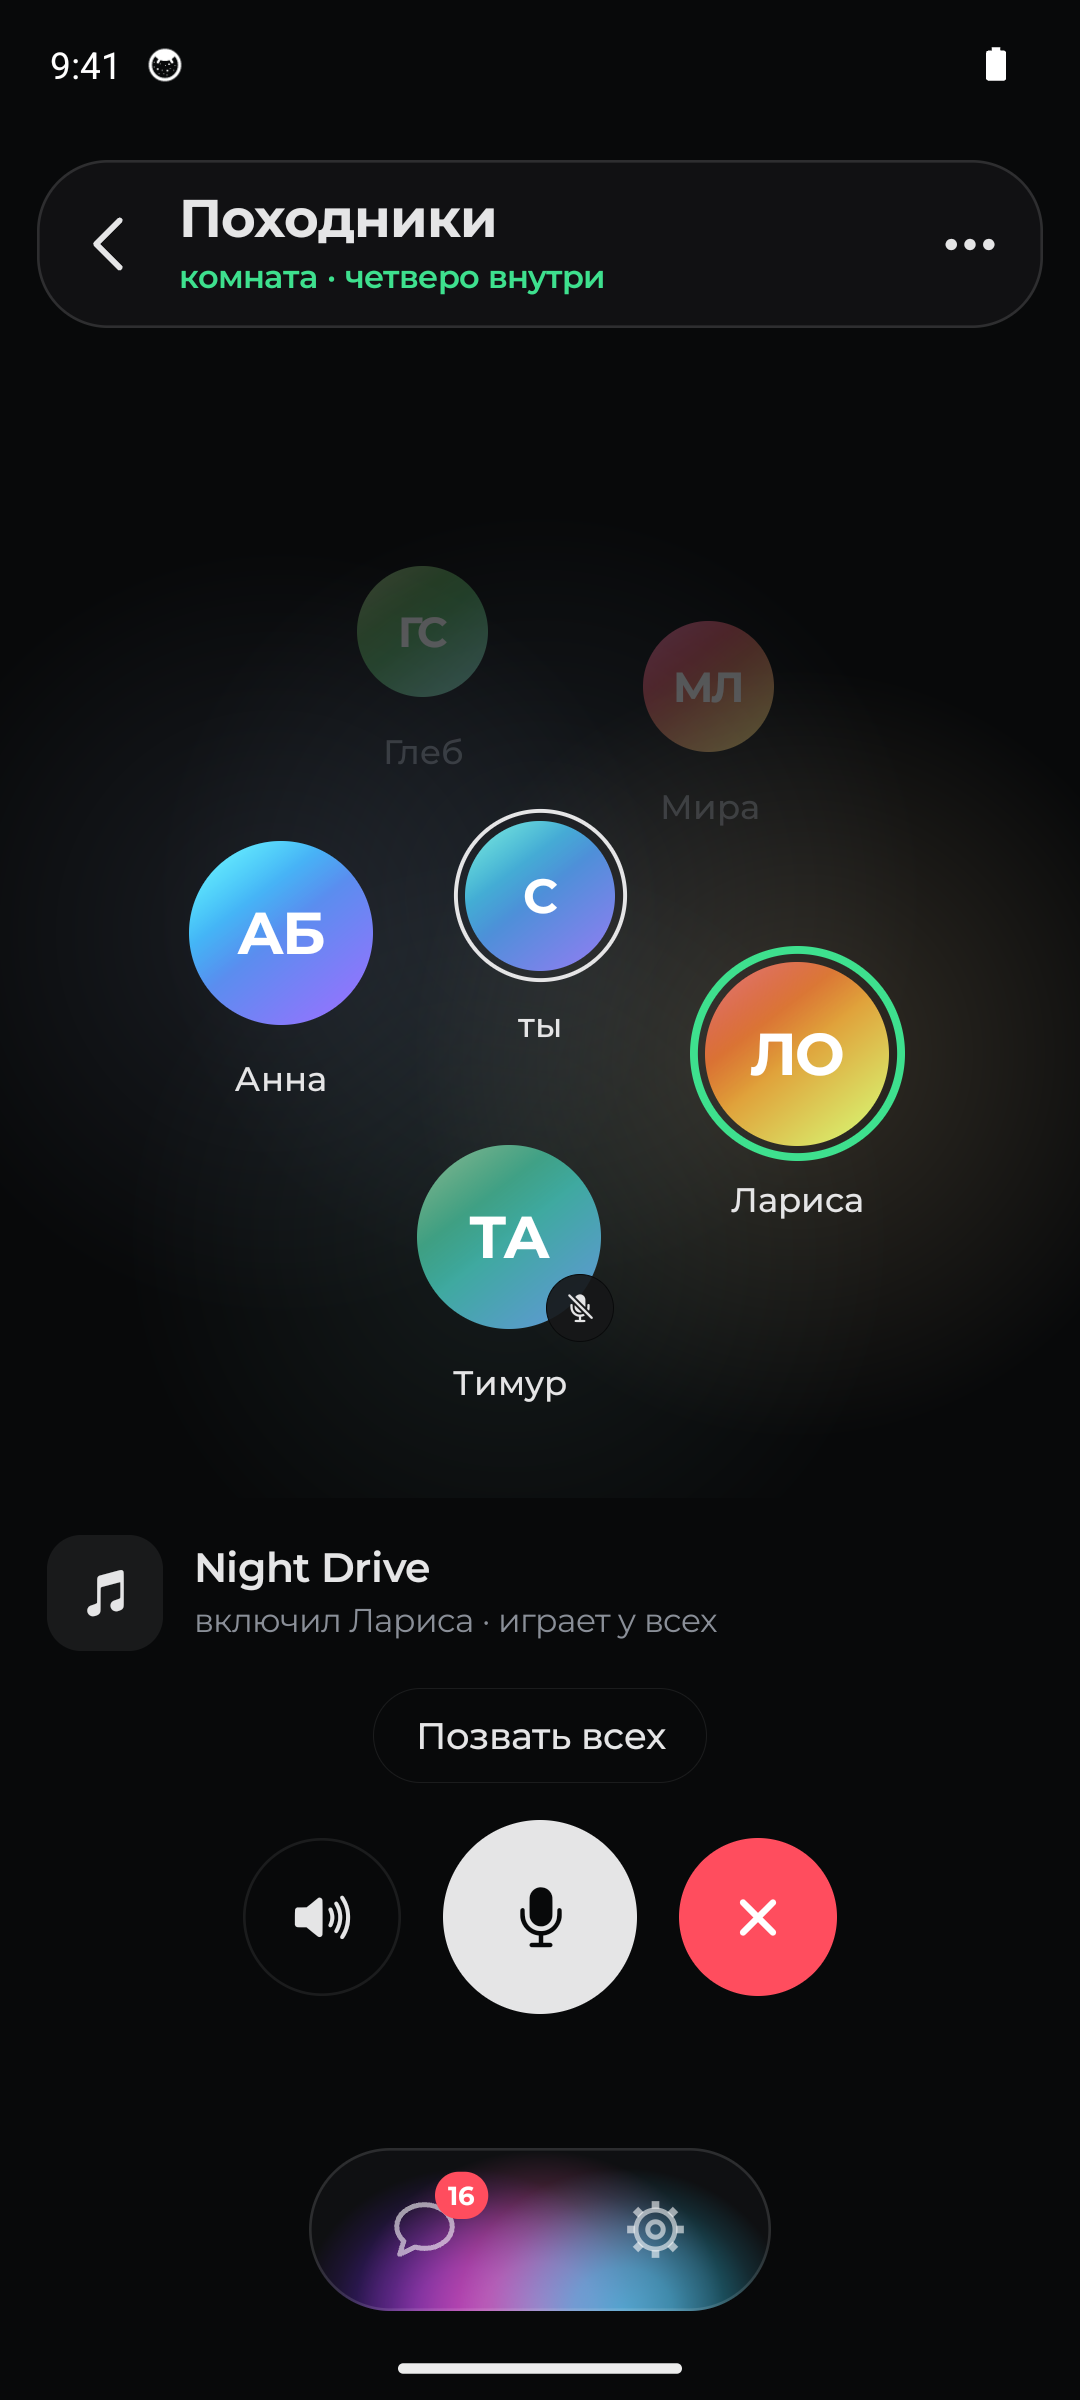 9:41
Походники
комната · четверо внутри
ГС
Глеб
МЛ
Мира
АБ
Анна
С
ты
ЛО
Лариса
ТА
Тимур
Night Drive
включил Лариса · играет у всех
Позвать всех
16